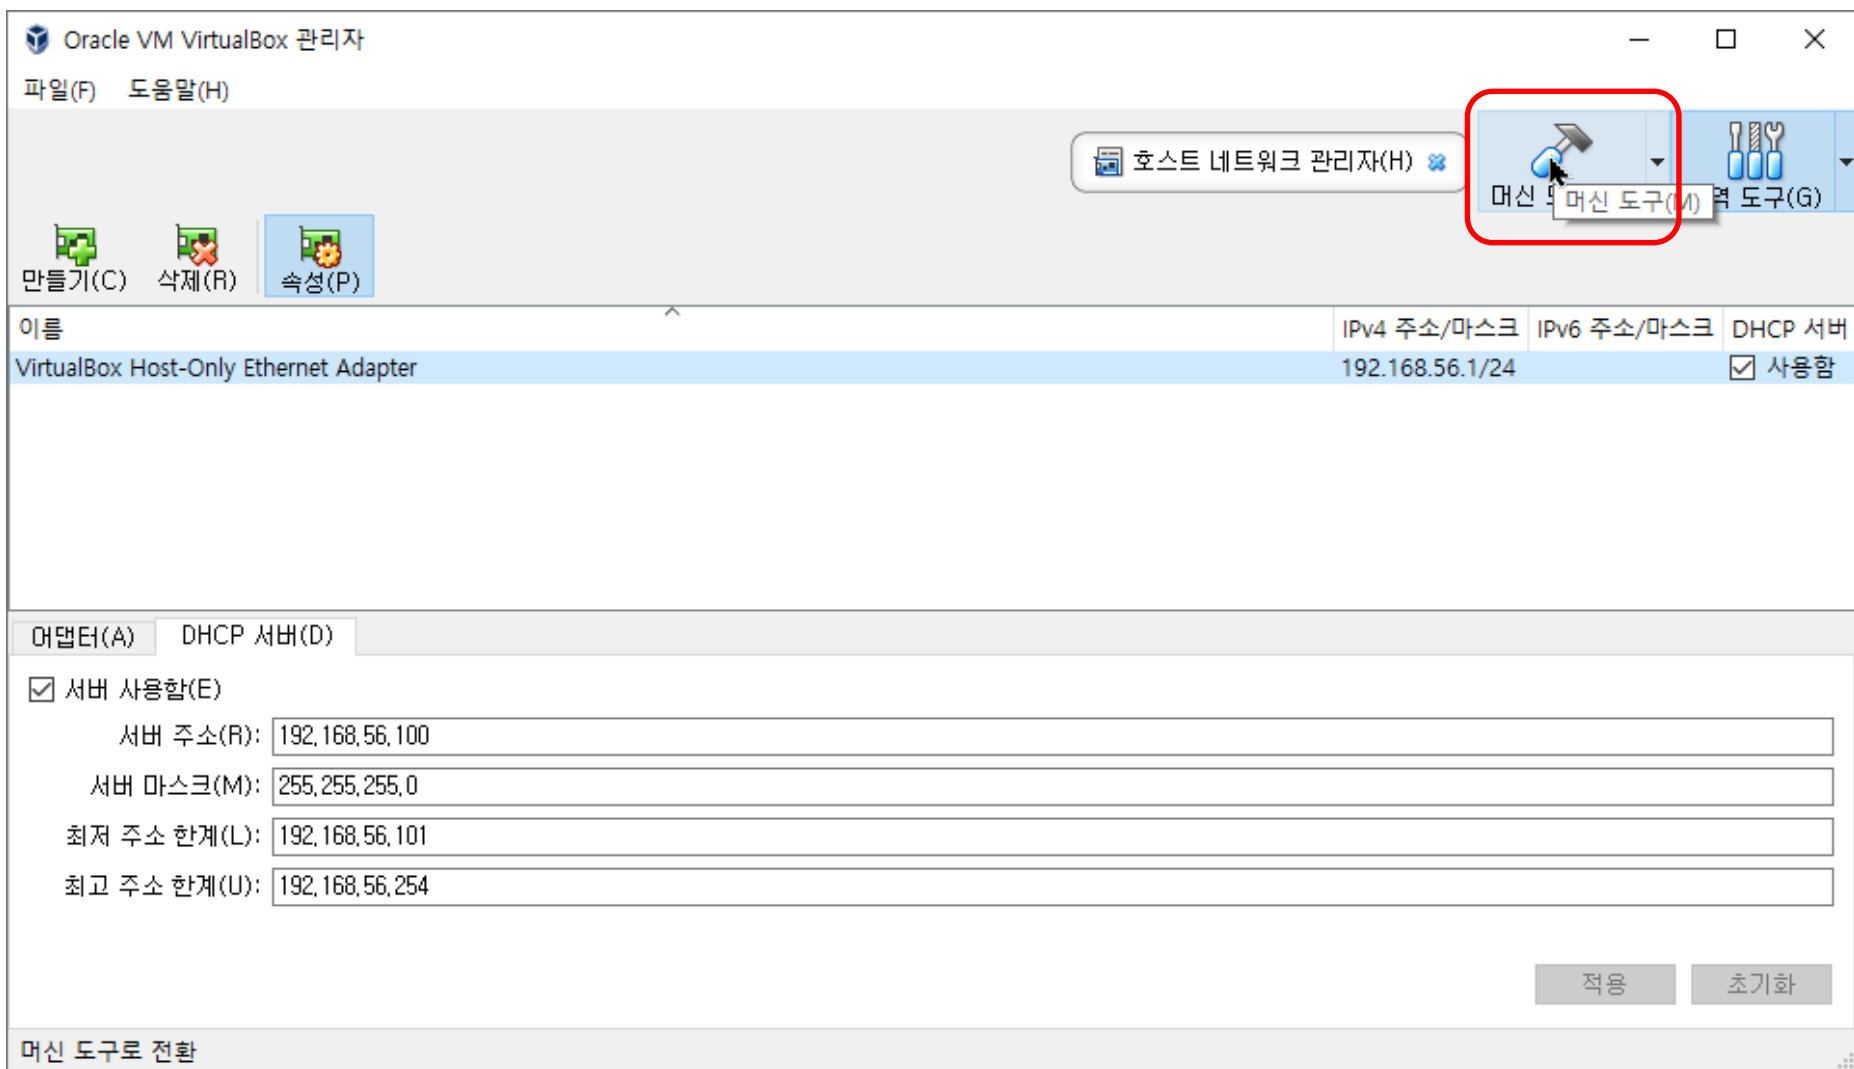 Oracle VM VirtualBox 관리자
파일(F) 도움말(H)
호스트 네트워크 관리자(H)
머신
머신 도구(M)
역 도구(G)
만들기(C) 삭제(R) 속성(P)
이름 IPv4 주소/마스크 IPv6 주소/마스크 DHCP 서버
VirtualBox Host-Only Ethernet Adapter 192.168.56.1/24 사용함
어댑터(A) DHCP 서버(D)
서버 사용함(E)
서버 주소(R): 192,168,56,100
서버 마스크(M): 255,255,255,0
최저 주소 한계(L): 192,168,56,101
최고 주소 한계(U): 192,168,56,254
적용 초기화
머신 도구로 전환